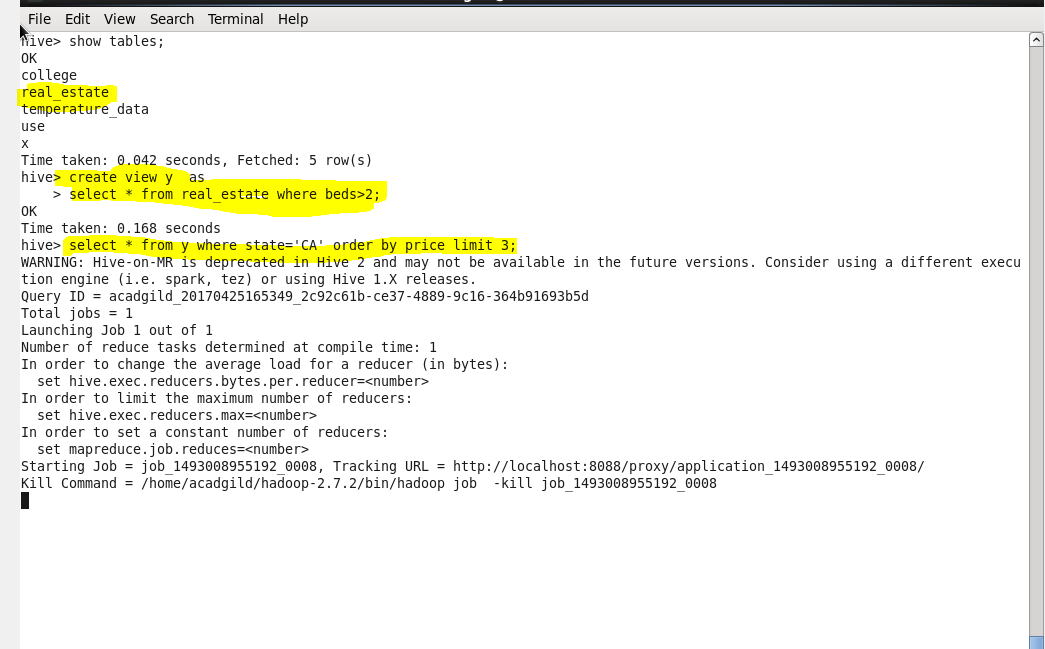 File Edit View Search Terminal Help
hive> show tables;
OK
college
real_estate
temperature_data
use
x
Time taken: 0.042 seconds, Fetched: 5 row(s)
hive> create view y  as
    > select * from real_estate where beds>2;
OK
Time taken: 0.168 seconds
hive> select * from y where state='CA' order by price limit 3;
WARNING: Hive-on-MR is deprecated in Hive 2 and may not be available in the future versions. Consider using a different execu
tion engine (i.e. spark, tez) or using Hive 1.X releases.
Query ID = acadgild_20170425165349_2c92c61b-ce37-4889-9c16-364b91693b5d
Total jobs = 1
Launching Job 1 out of 1
Number of reduce tasks determined at compile time: 1
In order to change the average load for a reducer (in bytes):
  set hive.exec.reducers.bytes.per.reducer=<number>
In order to limit the maximum number of reducers:
  set hive.exec.reducers.max=<number>
In order to set a constant number of reducers:
  set mapreduce.job.reduces=<number>
Starting Job = job_1493008955192_0008, Tracking URL = http://localhost:8088/proxy/application_1493008955192_0008/
Kill Command = /home/acadgild/hadoop-2.7.2/bin/hadoop job  -kill job_1493008955192_0008